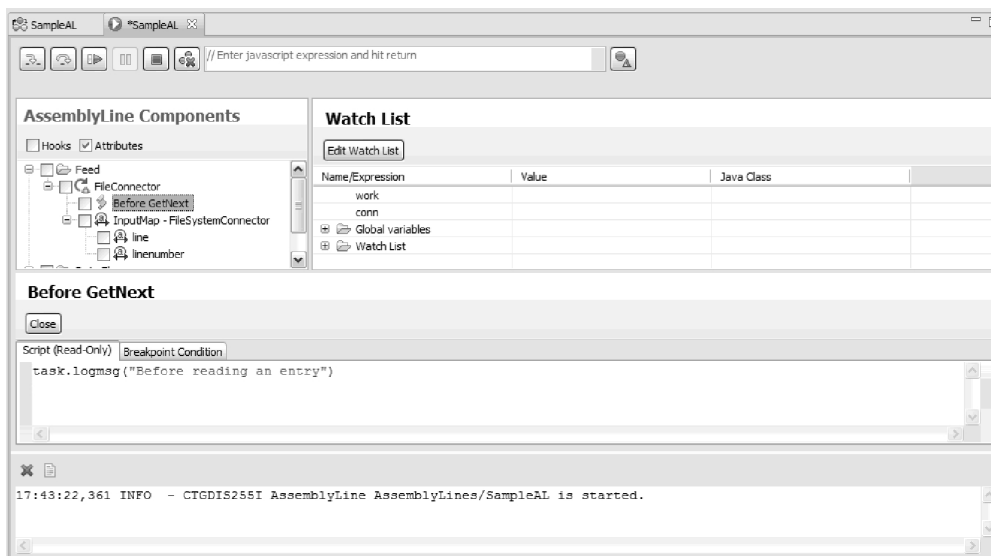 SampleAL *SampleAL
// Enter javascript expression and hit return
AssemblyLine Components
Hooks Attributes
Feed
FileConnector
Before GetNext
InputMap - FileSystemConnector
line
linenumber
Watch List
Edit Watch List
Name/Expression Value Java Class
work
conn
Global variables
Watch List
Before GetNext
Close
Script (Read-Only) Breakpoint Condition
task.logmsg("Before reading an entry")
17:43:22,361 INFO - CTGDIS255I AssemblyLine AssemblyLines/SampleAL is started.